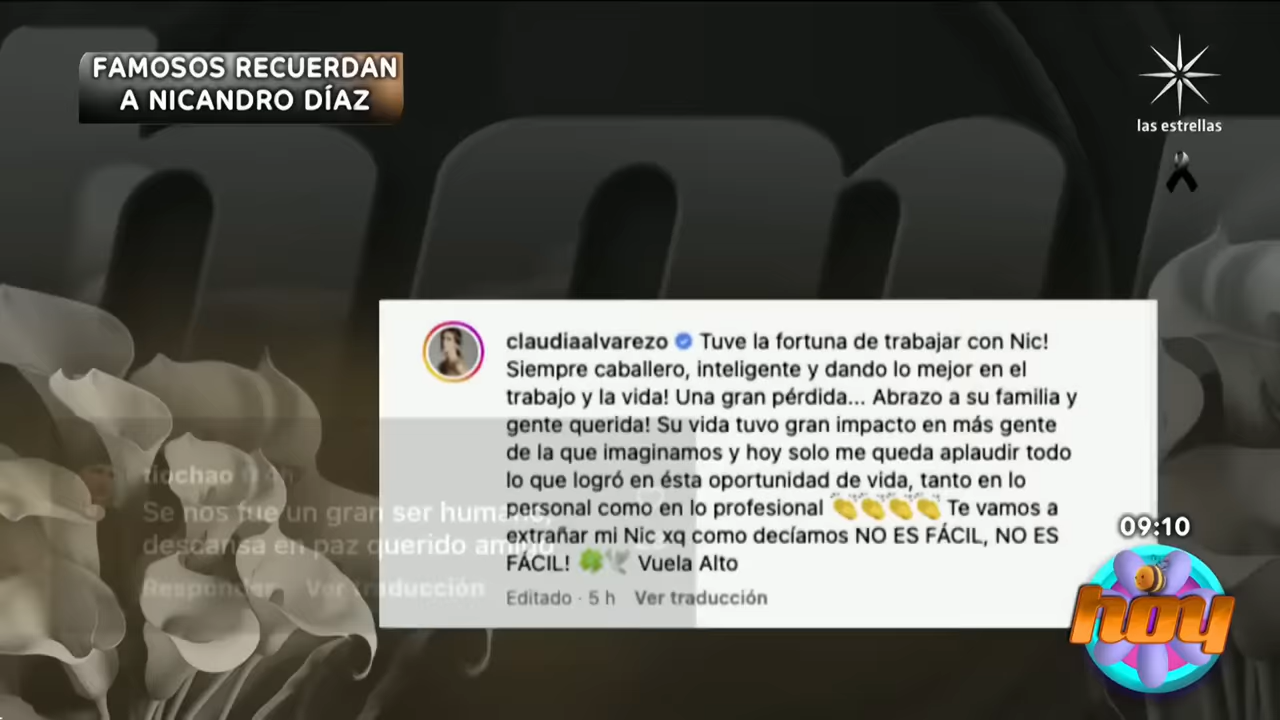 FAMOSOS RECUERDAN
A NICANDRO DÍAZ
las estrellas
claudiaalvarezo Tuve la fortuna de trabajar con Nic!
Siempre caballero, inteligente y dando lo mejor en el
trabajo y la vida! Una gran pérdida... Abrazo a su familia y
gente querida! Su vida tuvo gran impacto en más gente
de la que imaginamos y hoy solo me queda aplaudir todo
lo que logró en ésta oportunidad de vida, tanto en lo
personal como en lo profesional 👏👏👏👏 Te vamos a
extrañar mi Nic xq como decíamos NO ES FÁCIL, NO ES
FÁCIL! 🍀🕊 Vuela Alto
Editado · 5 h Ver traducción
tiochao
Se nos fue un gran ser humano,
descansa en paz querido amigo
Responder Ver traducción
09:10
hoy